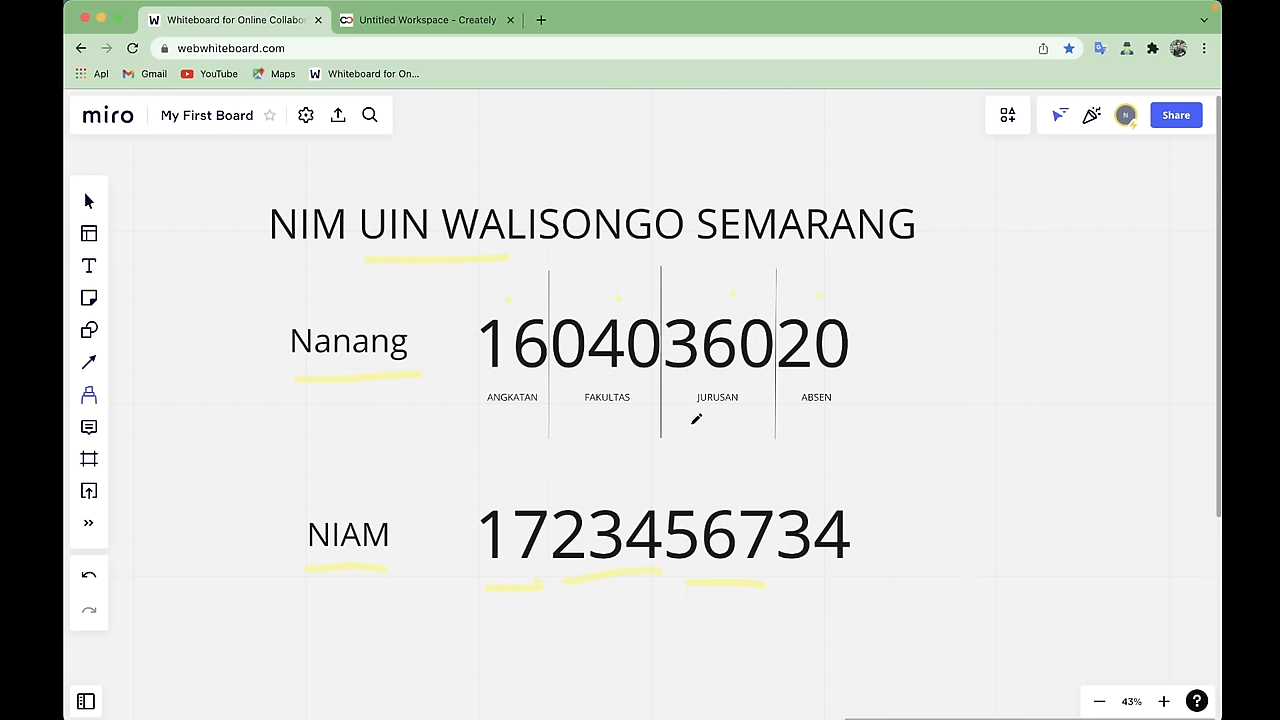 Whiteboard for Online Collabo
Untitled Workspace - Creately
webwhiteboard.com
Apl
Gmail
YouTube
Maps
Whiteboard for On...
miro
My First Board
N
Share
NIM UIN WALISONGO SEMARANG
Nanang
1604036020
ANGKATAN
FAKULTAS
JURUSAN
ABSEN
NIAM
1723456734
43%